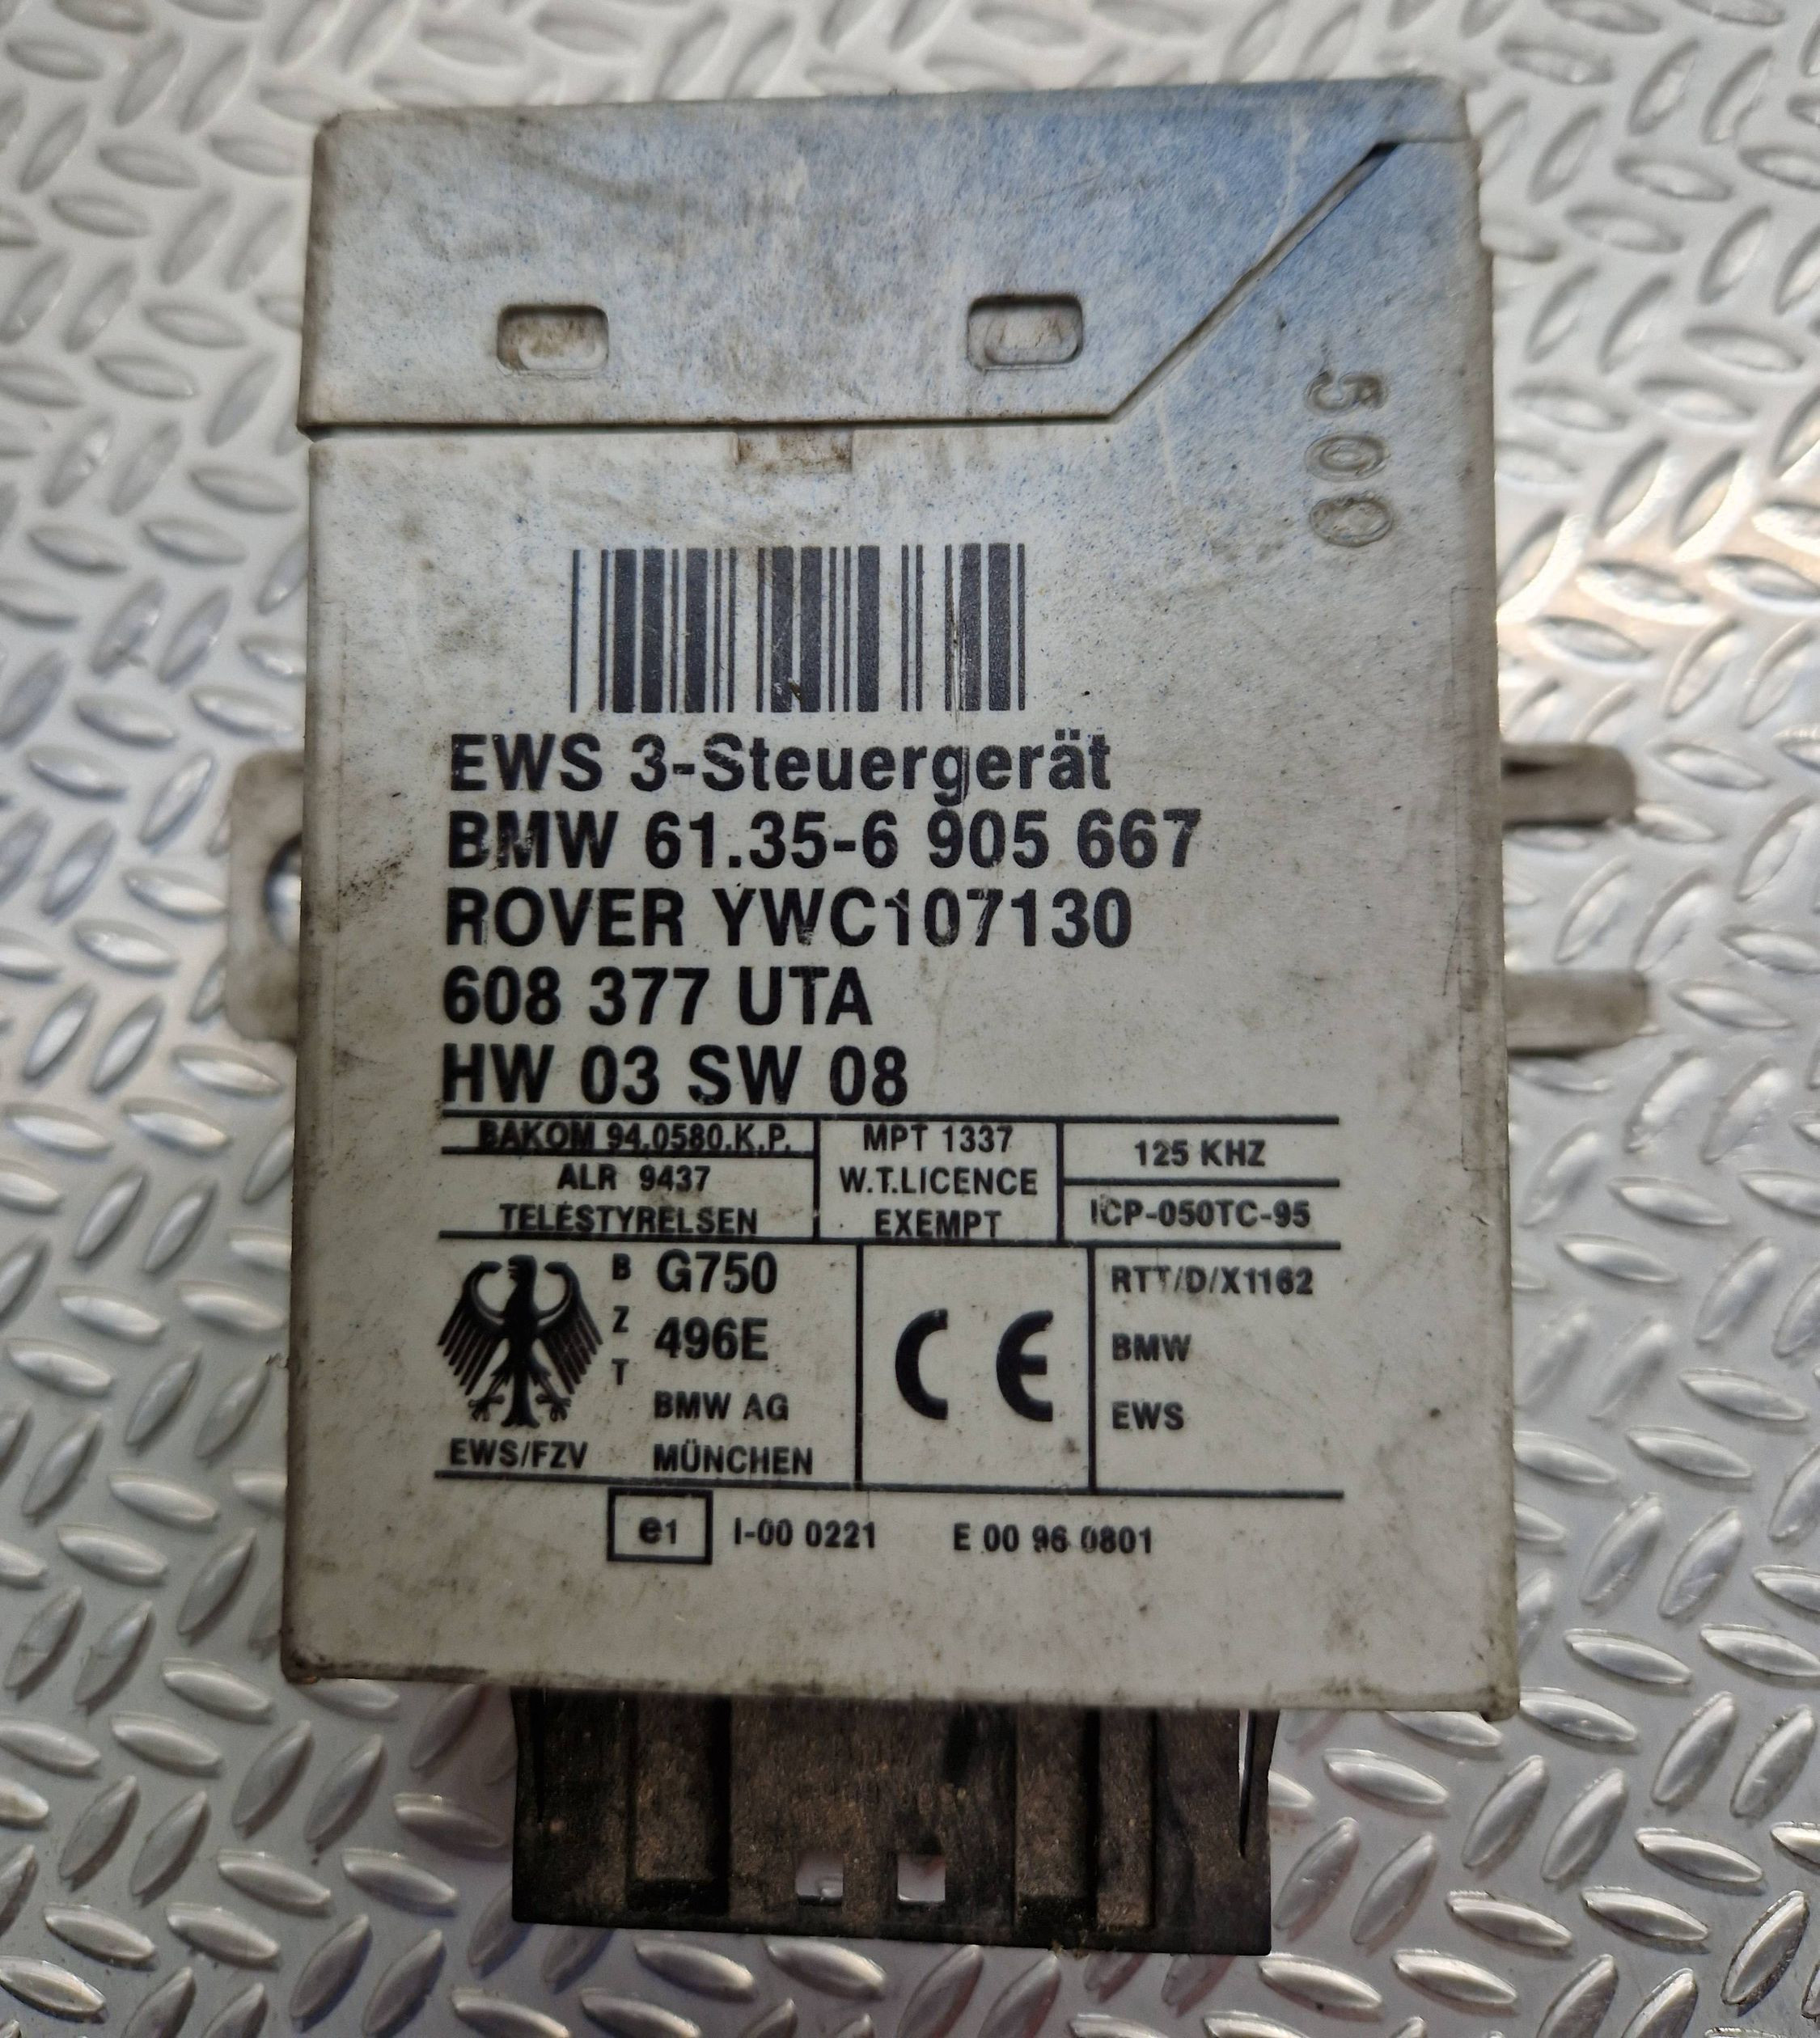 500
EWS 3-Steuergerät
BMW 61.35-6 905 667
ROVER YWC107130
608 377 UTA
HW 03 SW 08
BAKOM 94.0580.K.P.
ALR 9437
TELESTYRELSEN
MPT 1337
W.T.LICENCE
EXEMPT
125 KHZ
ICP-050TC-95
B
Z
T
G750
496E
BMW AG
MÜNCHEN
EWS/FZV
CE
RTT/D/X1162
BMW
EWS
e1 I-00 0221 E 00 96 0801